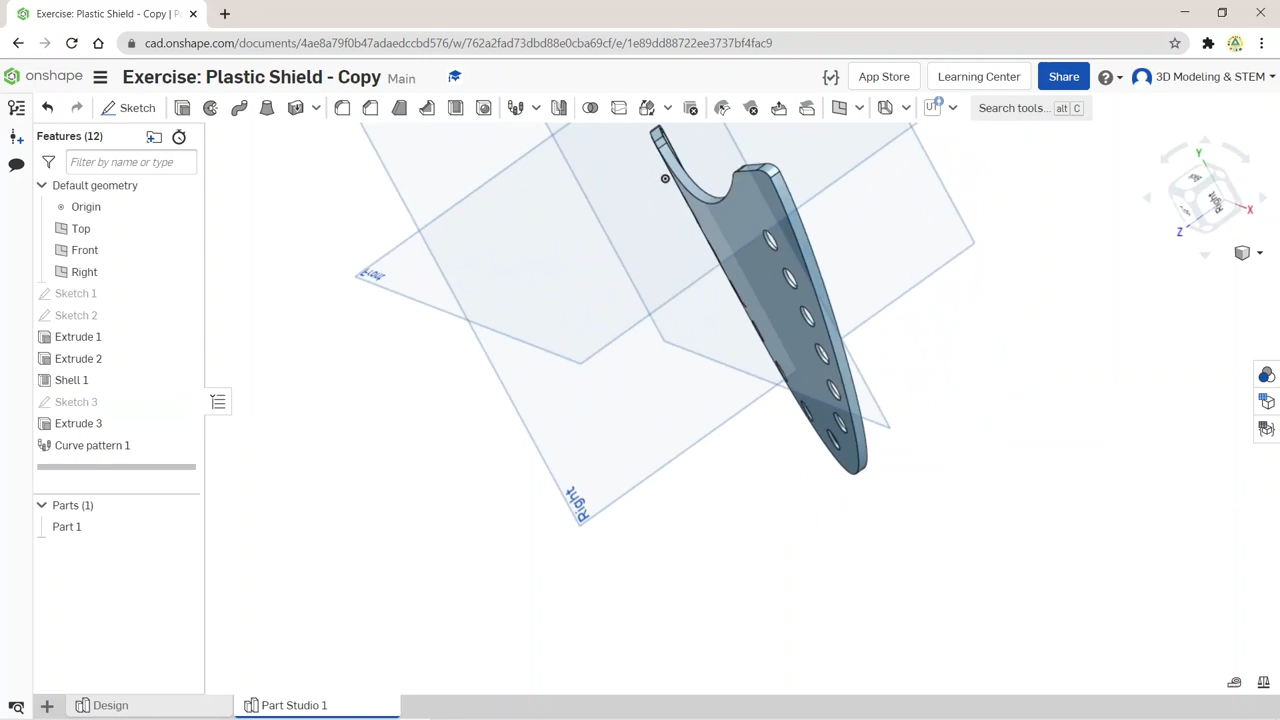 Exercise: Plastic Shield - Copy | P
cad.onshape.com/documents/4ae8a79f0b47adaedccbd576/w/762a2fad73dbd88e0cba69cf/e/1e89dd88722ee3737bf4fac9
onshape Exercise: Plastic Shield - Copy Main App Store Learning Center Share 3D Modeling & STEM
Sketch Search tools... alt C
Features (12)
Filter by name or type
Default geometry
Origin
Top
Front
Right
Sketch 1
Sketch 2
Extrude 1
Extrude 2
Shell 1
Sketch 3
Extrude 3
Curve pattern 1
Parts (1)
Part 1
Right
Y
Right
X
Z
Design Part Studio 1